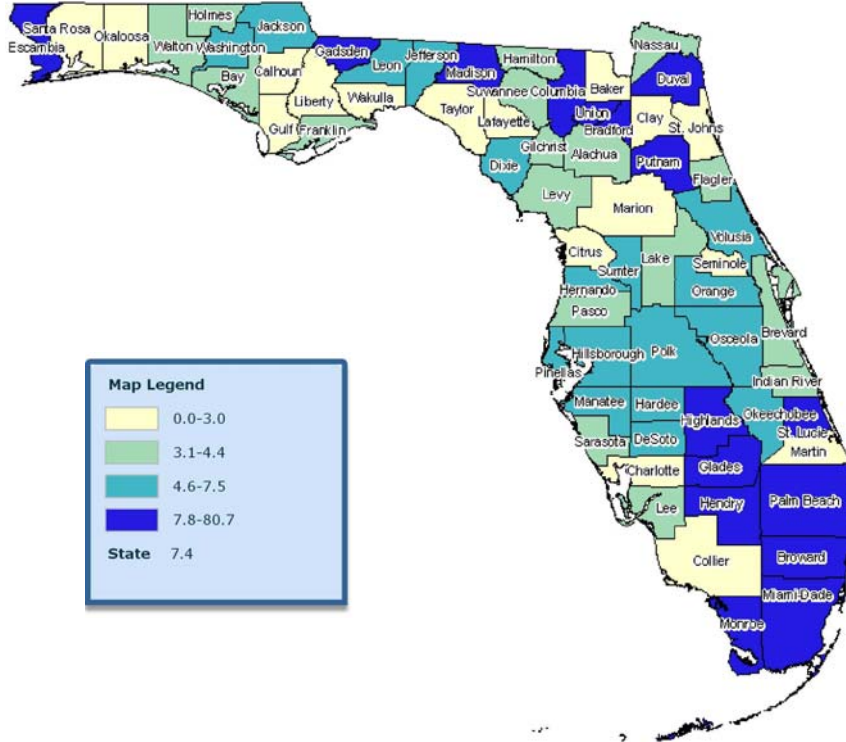 Holmes
Jackson
Santa Rosa
Okaloosa
Escambia
Walton
Washington
Bay
Calhoun
Gadsden
Leon
Jefferson
Madison
Hamilton
Liberty
Wakulla
Gulf
Franklin
Taylor
Suwannee
Columbia
Lafayette
Baker
Nassau
Duval
Union
Bradford
Clay
St. Johns
Dixie
Gilchrist
Alachua
Putnam
Flagler
Levy
Marion
Volusia
Citrus
Sumter
Lake
Seminole
Hernando
Orange
Pasco
Brevard
Osceola
Pinellas
Hillsborough
Polk
Indian River
Manatee
Hardee
Highlands
Okeechobee
St. Lucie
Sarasota
DeSoto
Martin
Charlotte
Glades
Lee
Hendry
Palm Beach
Collier
Broward
Miami-Dade
Monroe
Map Legend
0.0-3.0
3.1-4.4
4.6-7.5
7.8-80.7
State 7.4